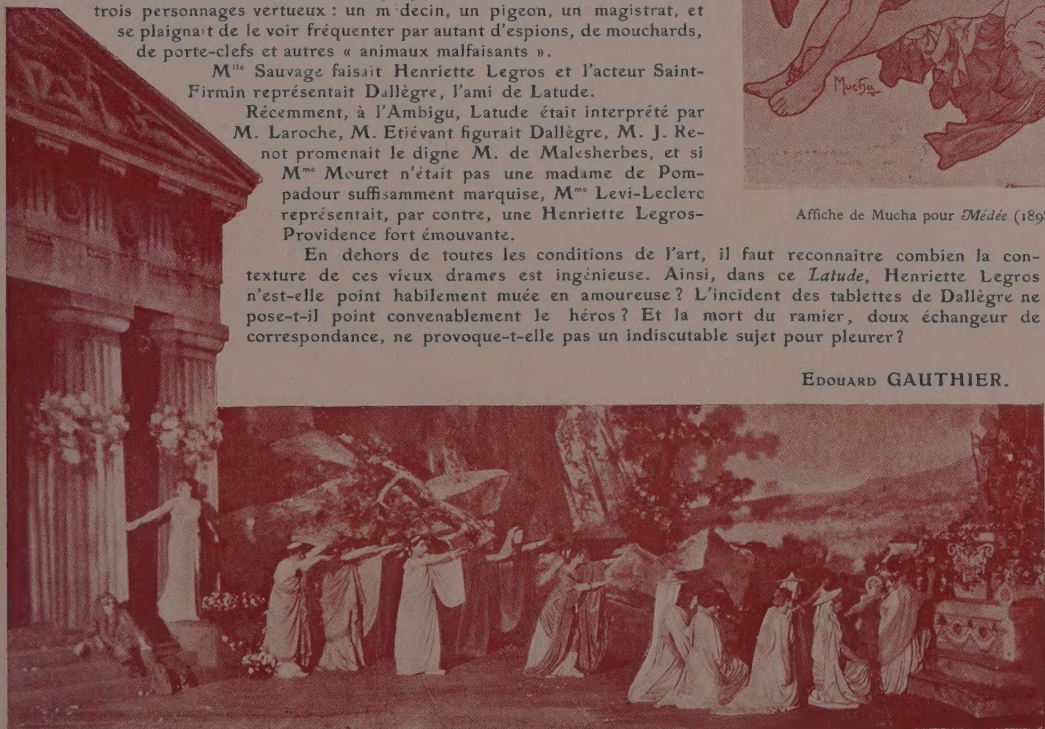 trois personnages vertueux : un m decin, un pigeon, un magistrat, et
se plaignait de le voir fréquenter par autant d'espions, de mouchards,
de porte-clefs et autres « animaux malfaisants ».
Mlle Sauvage faisait Henriette Legros et l'acteur Saint-
Firmin représentait Dallègre, l'ami de Latude.
Récemment, à l'Ambigu, Latude était interprété par
M. Laroche, M. Etiévant figurait Dallègre, M. J. Re-
not promenait le digne M. de Malesherbes, et si
Mme Mouret n'était pas une madame de Pom-
padour suffisamment marquise, Mme Levi-Leclerc
représentait, par contre, une Henriette Legros-
Providence fort émouvante.
En dehors de toutes les conditions de l'art, il faut reconnaître combien la con-
texture de ces vieux drames est ingénieuse. Ainsi, dans ce Latude, Henriette Legros
n'est-elle point habilement muée en amoureuse ? L'incident des tablettes de Dallègre ne
pose-t-il point convenablement le héros ? Et la mort du ramier, doux échangeur de
correspondance, ne provoque-t-elle pas un indiscutable sujet pour pleurer ?
EDOUARD GAUTHIER.
Mucha
Affiche de Mucha pour Médée (189